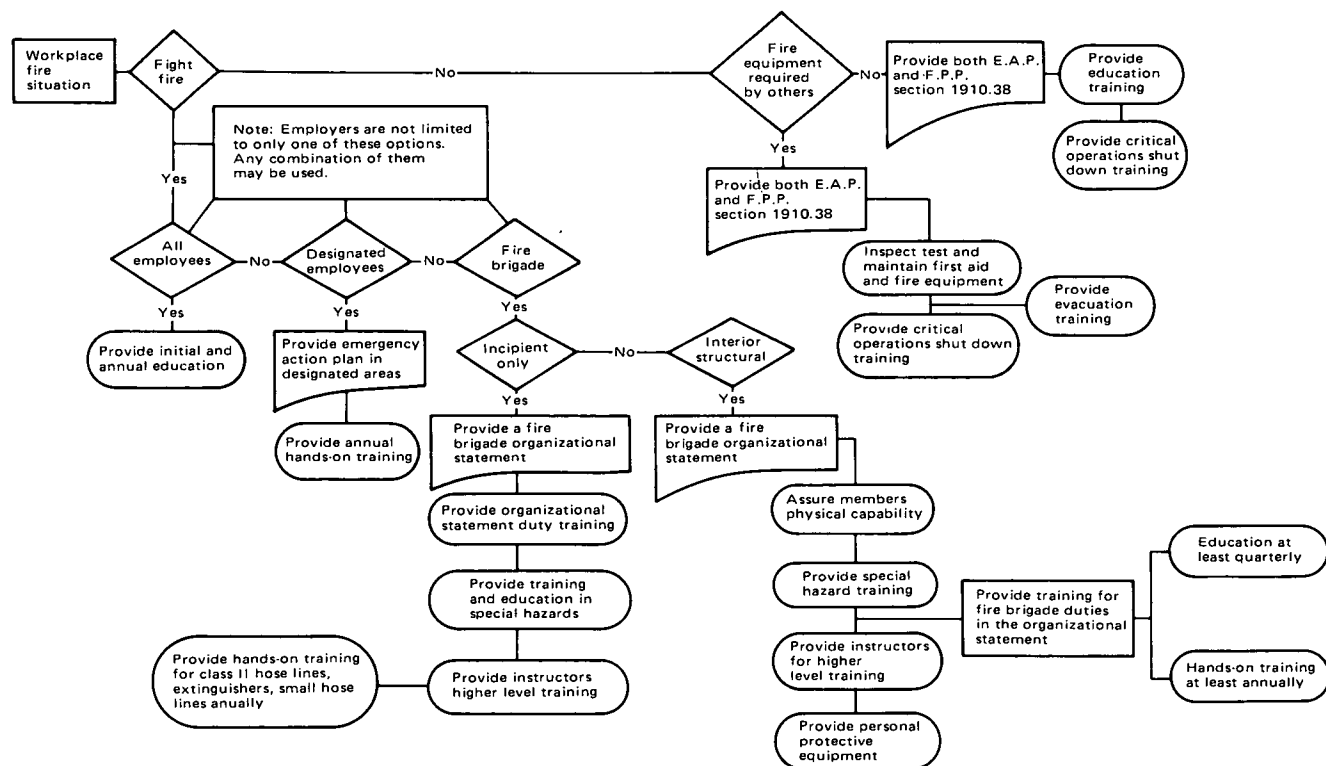 Workplace
fire
situation
Fight
fire
No
Fire
equipment
required
by others
No
Provide both E.A.P.
and F.P.P.
section 1910.38
Provide
education
training
Provide critical
operations shut
down training
Note: Employers are not limited
to only one of these options.
Any combination of them
may be used.
Yes
Yes
Provide both E.A.P.
and F.P.P.
section 1910.38
All
employees
No
Designated
employees
No
Fire
brigade
Inspect test and
maintain first aid
and fire equipment
Provide
evacuation
training
Provide critical
operations shut down
training
Yes
Yes
Yes
Provide initial and
annual education
Provide emergency
action plan in
designated areas
Provide annual
hands-on training
Incipient
only
No
Interior
structural
Yes
Yes
Provide a fire
brigade organizational
statement
Provide a fire
brigade organizational
statement
Provide organizational
statement duty training
Provide training
and education in
special hazards
Provide instructors
higher level training
Provide hands-on training
for class II hose lines,
extinguishers, small hose
lines anually
Assure members
physical capability
Provide special
hazard training
Provide instructors
for higher
level training
Provide personal
protective
equipment
Provide training for
fire brigade duties
in the organizational
statement
Education at
least quarterly
Hands-on training
at least annually